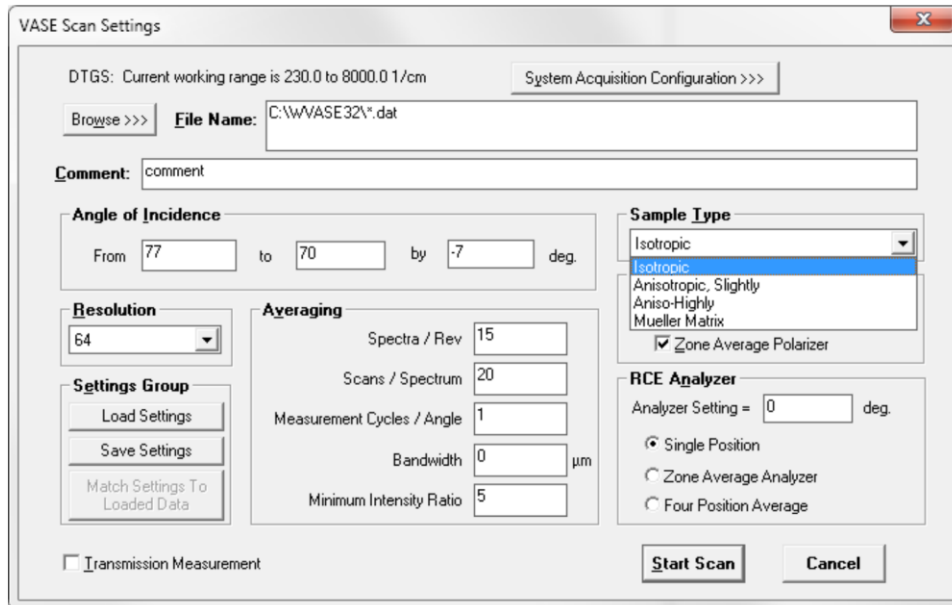 VASE Scan Settings
DTGS: Current working range is 230.0 to 8000.0 1/cm
System Acquisition Configuration >>>
Browse >>>
File Name:
C:\WVASE32\*.dat
Comment:
comment
Angle of Incidence
From 77 to 70 by -7 deg.
Sample Type
Isotropic
Isotropic
Anisotropic, Slightly
Aniso-Highly
Mueller Matrix
Zone Average Polarizer
Resolution
64
Averaging
Spectra / Rev 15
Scans / Spectrum 20
Measurement Cycles / Angle 1
Bandwidth 0 µm
Minimum Intensity Ratio 5
Settings Group
Load Settings
Save Settings
Match Settings To
Loaded Data
RCE Analyzer
Analyzer Setting = 0 deg.
Single Position
Zone Average Analyzer
Four Position Average
Transmission Measurement
Start Scan
Cancel